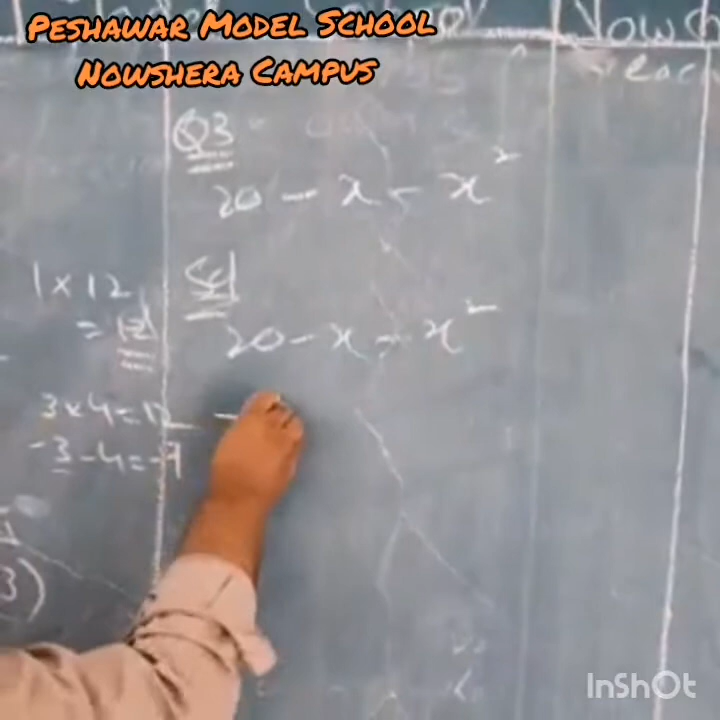 PESHAWAR MODEL SCHOOL
NOWSHERA CAMPUS
Q3
20 - x - x²
Sol
20 - x - x²
-
1 × 12
= 12
3 × 4 = 12
-3 - 4 = -7
3)
InShOt